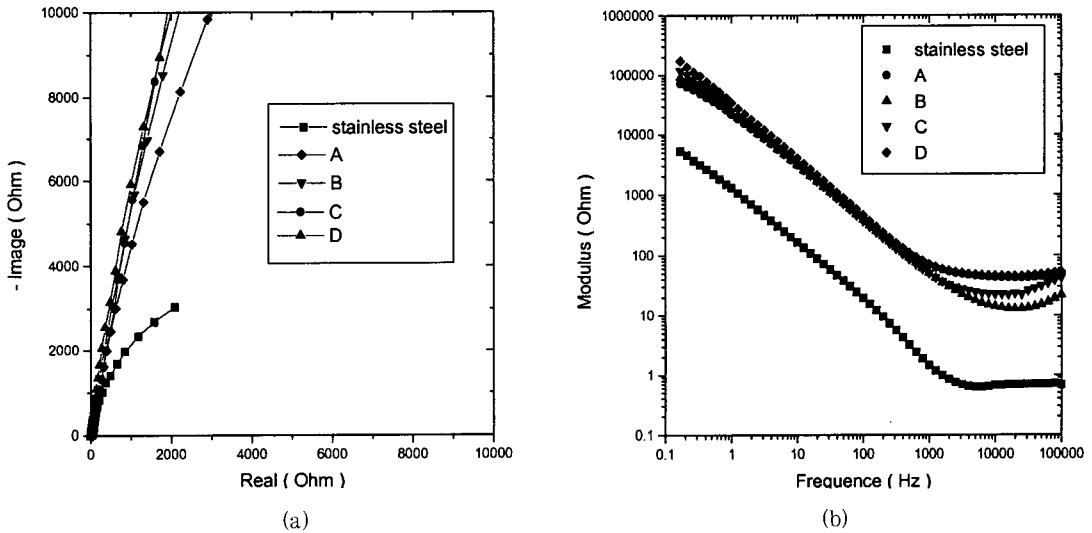 10000
8000
6000
4000
2000
0
- Image ( Ohm )
stainless steel
A
B
C
D
0 2000 4000 6000 8000 10000
Real ( Ohm )
(a)
1000000
100000
10000
1000
100
10
1
0.1
Modulus ( Ohm )
stainless steel
A
B
C
D
0.1 1 10 100 1000 10000 100000
Frequence ( Hz )
(b)